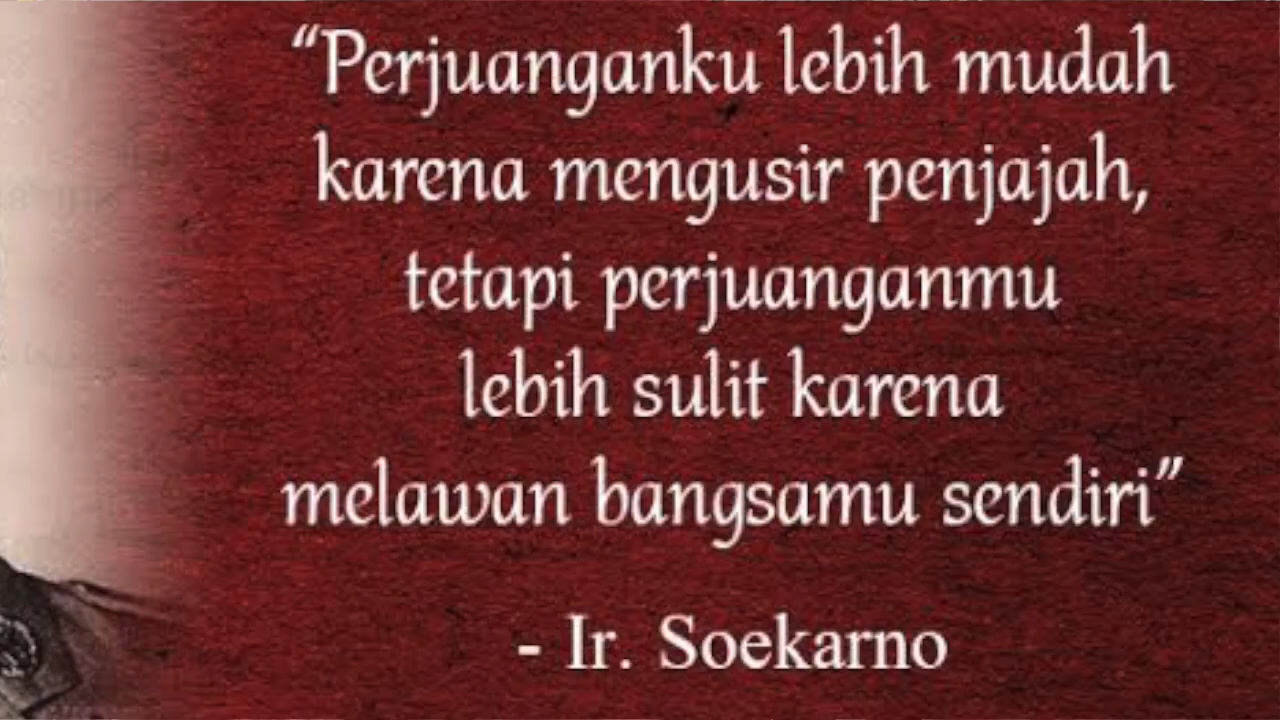 “Perjuanganku lebih mudah
karena mengusir penjajah,
tetapi perjuanganmu
lebih sulit karena
melawan bangsamu sendiri”
- Ir. Soekarno